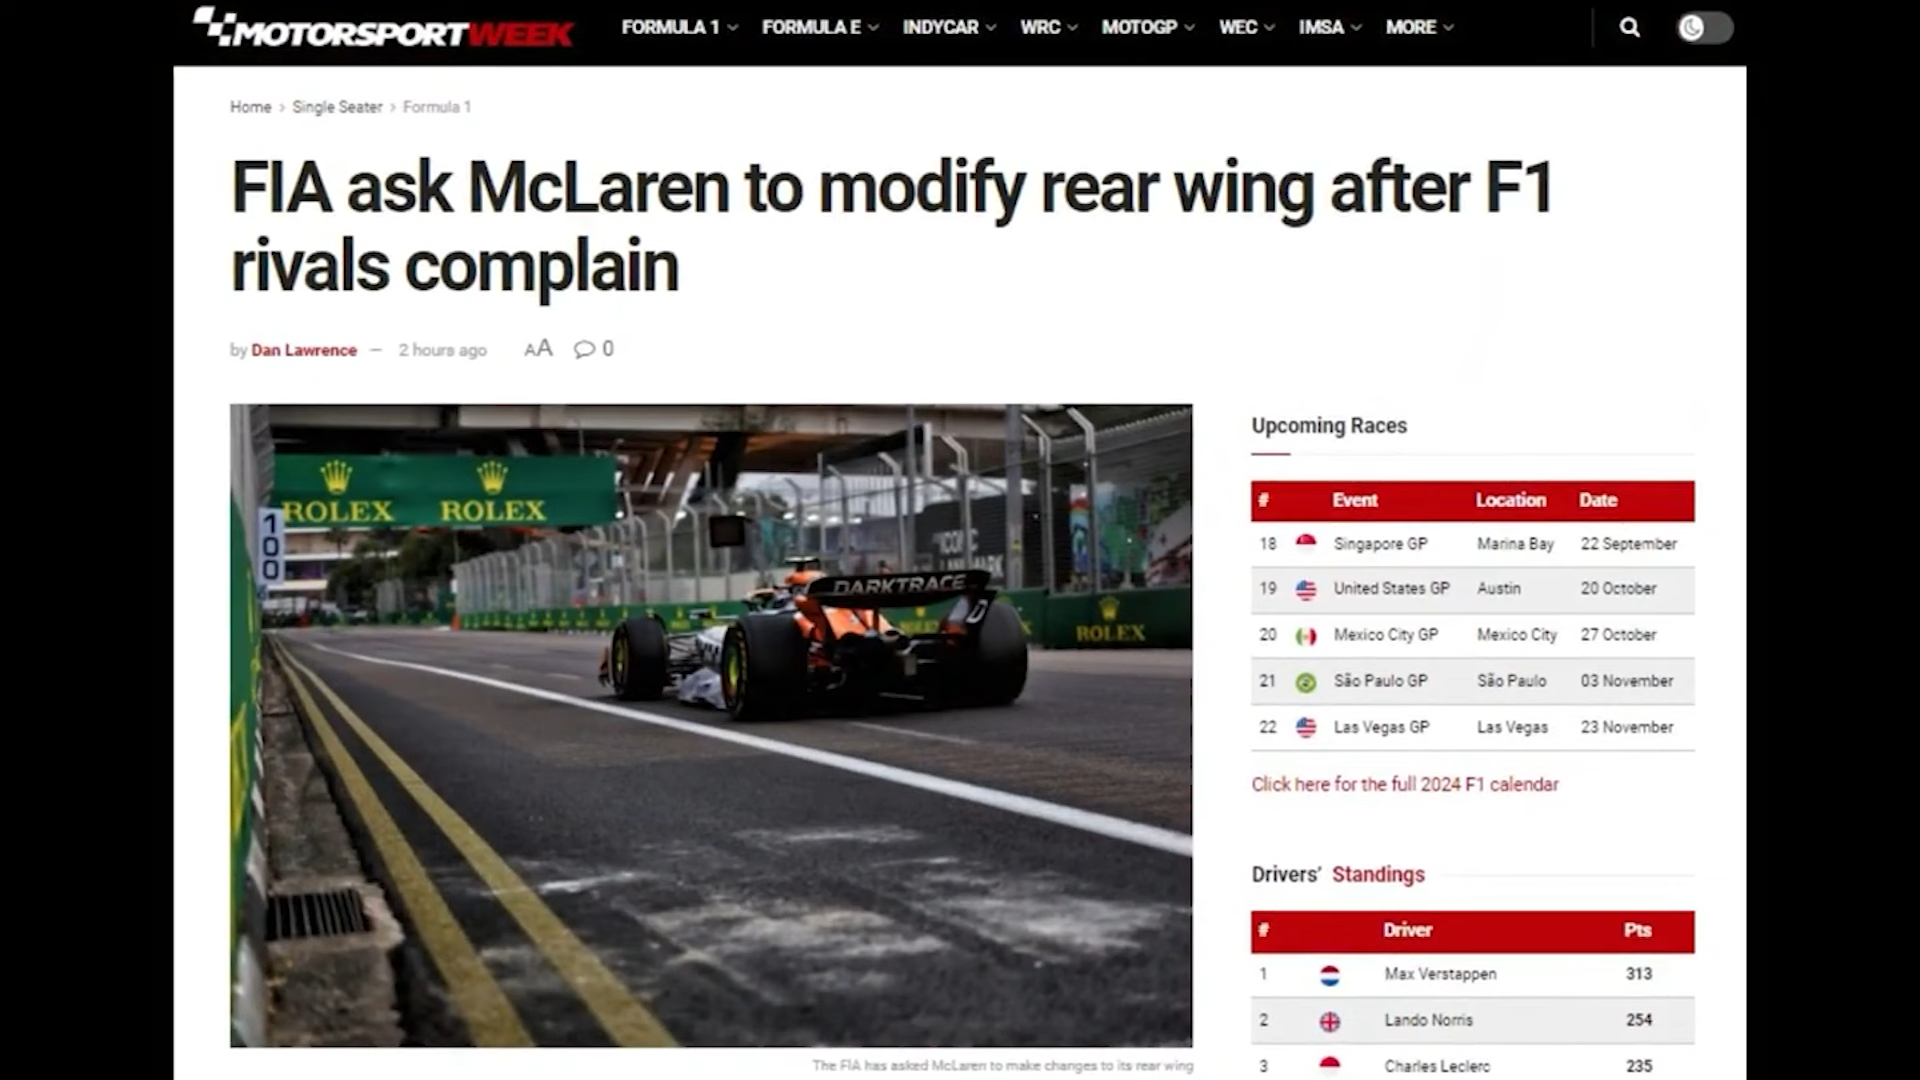 MOTORSPORTWEEK
FORMULA 1 FORMULA E INDYCAR WRC MOTOGP WEC IMSA MORE
Home > Single Seater > Formula 1
FIA ask McLaren to modify rear wing after F1
rivals complain
by Dan Lawrence — 2 hours ago AA 0
ROLEX ROLEX
100
DARKTRACE
D
ROLEX
The FIA has asked McLaren to make changes to its rear wing
Upcoming Races
# Event Location Date
18 Singapore GP Marina Bay 22 September
19 United States GP Austin 20 October
20 Mexico City GP Mexico City 27 October
21 São Paulo GP São Paulo 03 November
22 Las Vegas GP Las Vegas 23 November
Click here for the full 2024 F1 calendar
Drivers' Standings
# Driver Pts
1 Max Verstappen 313
2 Lando Norris 254
3 Charles Leclerc 235